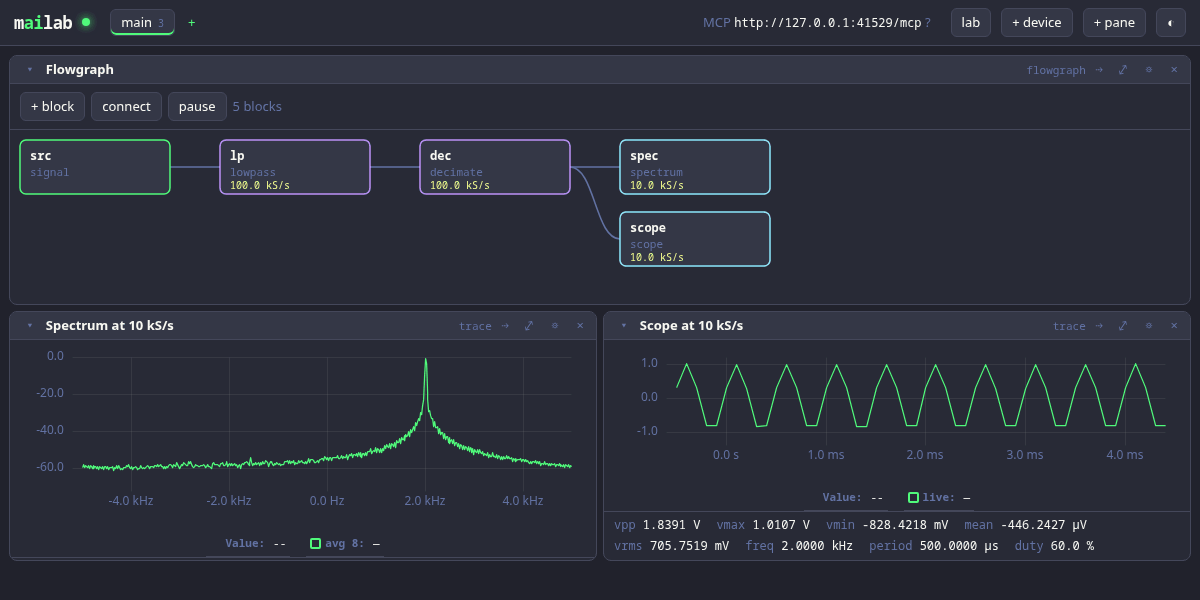 mailab main 3 + MCP http://127.0.0.1:41529/mcp ? lab + device + pane
Flowgraph flowgraph
+ block connect pause 5 blocks
src
signal
lp
lowpass
100.0 kS/s
dec
decimate
100.0 kS/s
spec
spectrum
10.0 kS/s
scope
scope
10.0 kS/s
Spectrum at 10 kS/s trace
0.0
-20.0
-40.0
-60.0
-4.0 kHz -2.0 kHz 0.0 Hz 2.0 kHz 4.0 kHz
Value: -- avg 8: –
Scope at 10 kS/s trace
1.0
0.0
-1.0
0.0 s 1.0 ms 2.0 ms 3.0 ms 4.0 ms
Value: -- live: –
vpp 1.8391 V vmax 1.0107 V vmin -828.4218 mV mean -446.2427 µV
vrms 705.7519 mV freq 2.0000 kHz period 500.0000 µs duty 60.0 %